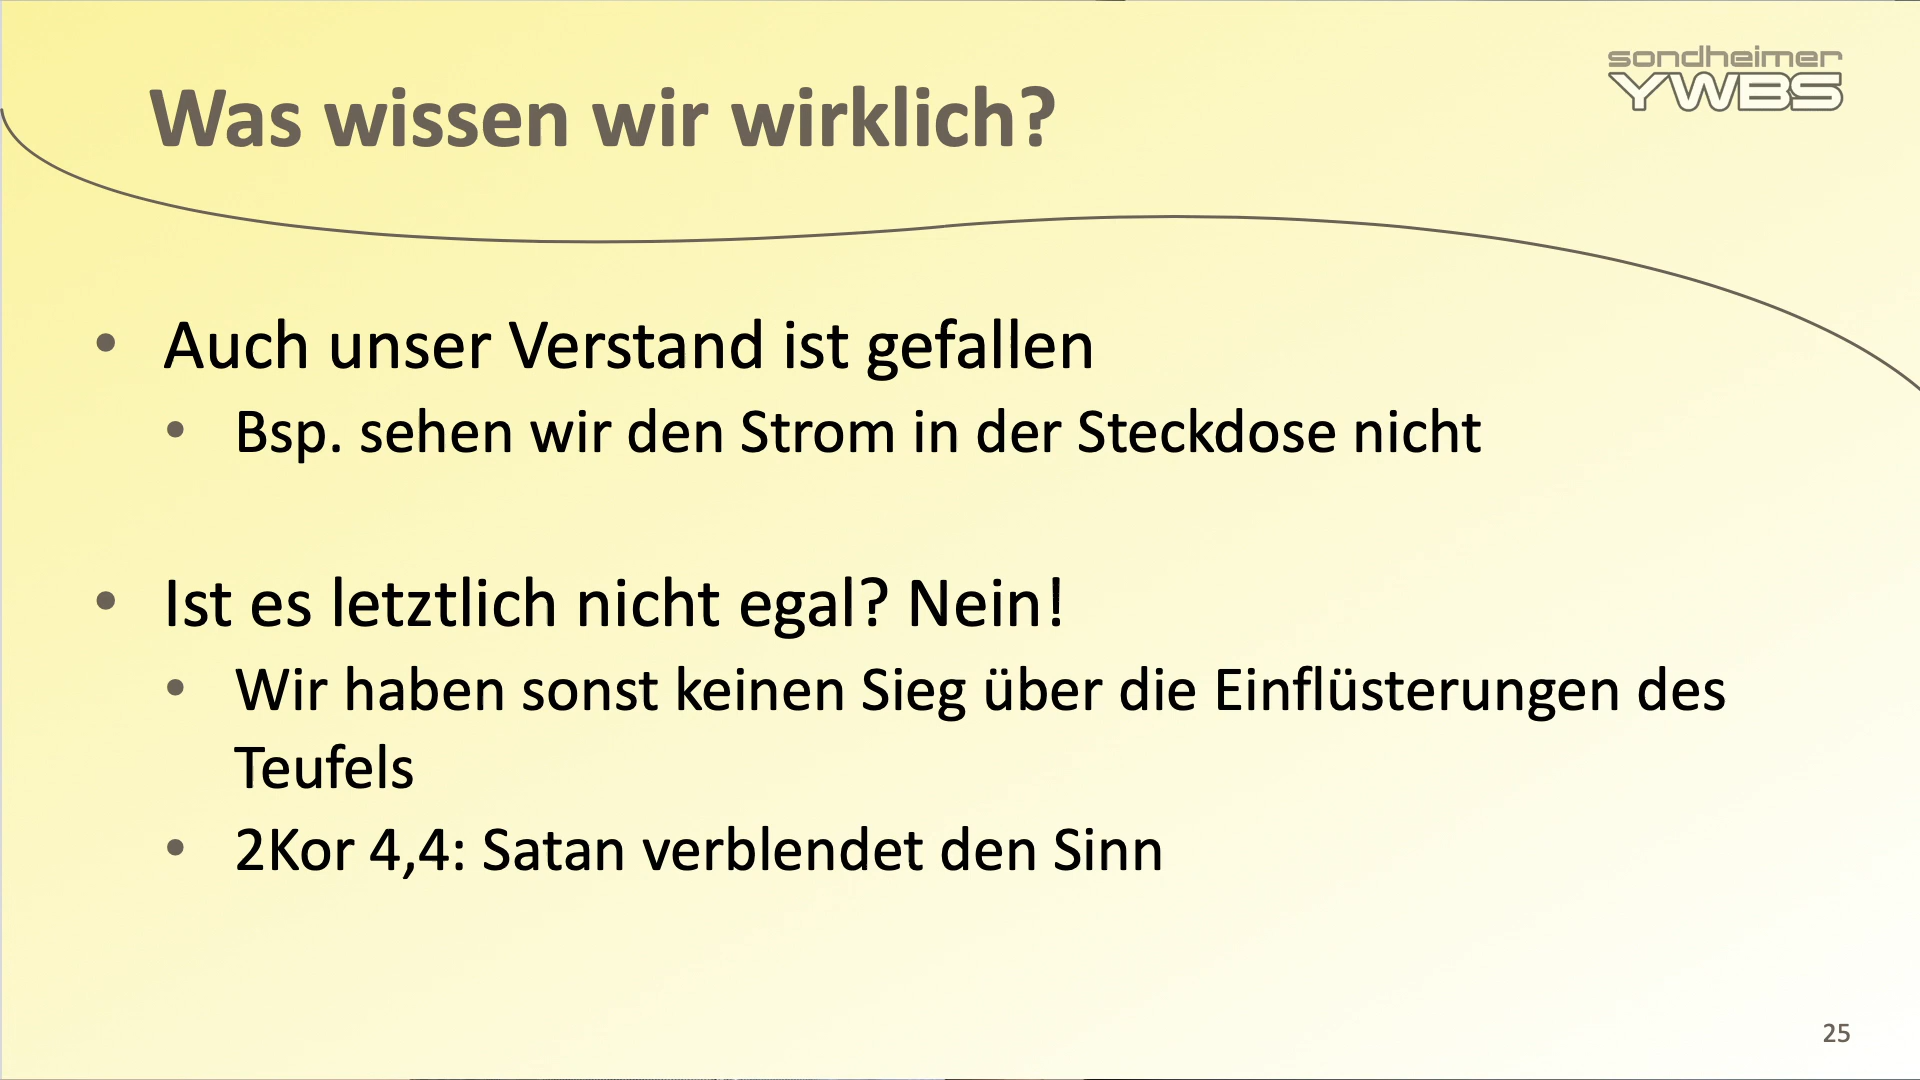 sondheimer
YWBS
Was wissen wir wirklich?
• Auch unser Verstand ist gefallen
• Bsp. sehen wir den Strom in der Steckdose nicht
• Ist es letztlich nicht egal? Nein!
• Wir haben sonst keinen Sieg über die Einflüsterungen des
Teufels
• 2Kor 4,4: Satan verblendet den Sinn
25